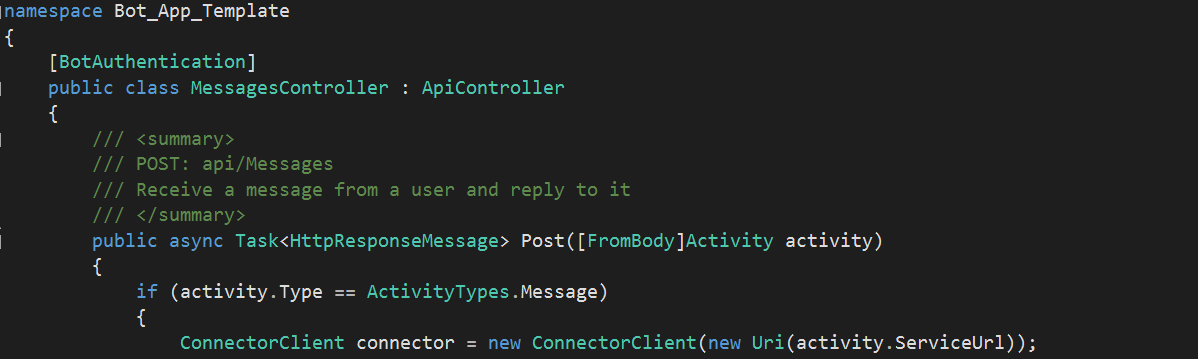 namespace Bot_App_Template
{
    [BotAuthentication]
    public class MessagesController : ApiController
    {
        /// <summary>
        /// POST: api/Messages
        /// Receive a message from a user and reply to it
        /// </summary>
        public async Task<HttpResponseMessage> Post([FromBody]Activity activity)
        {
            if (activity.Type == ActivityTypes.Message)
            {
                ConnectorClient connector = new ConnectorClient(new Uri(activity.ServiceUrl));